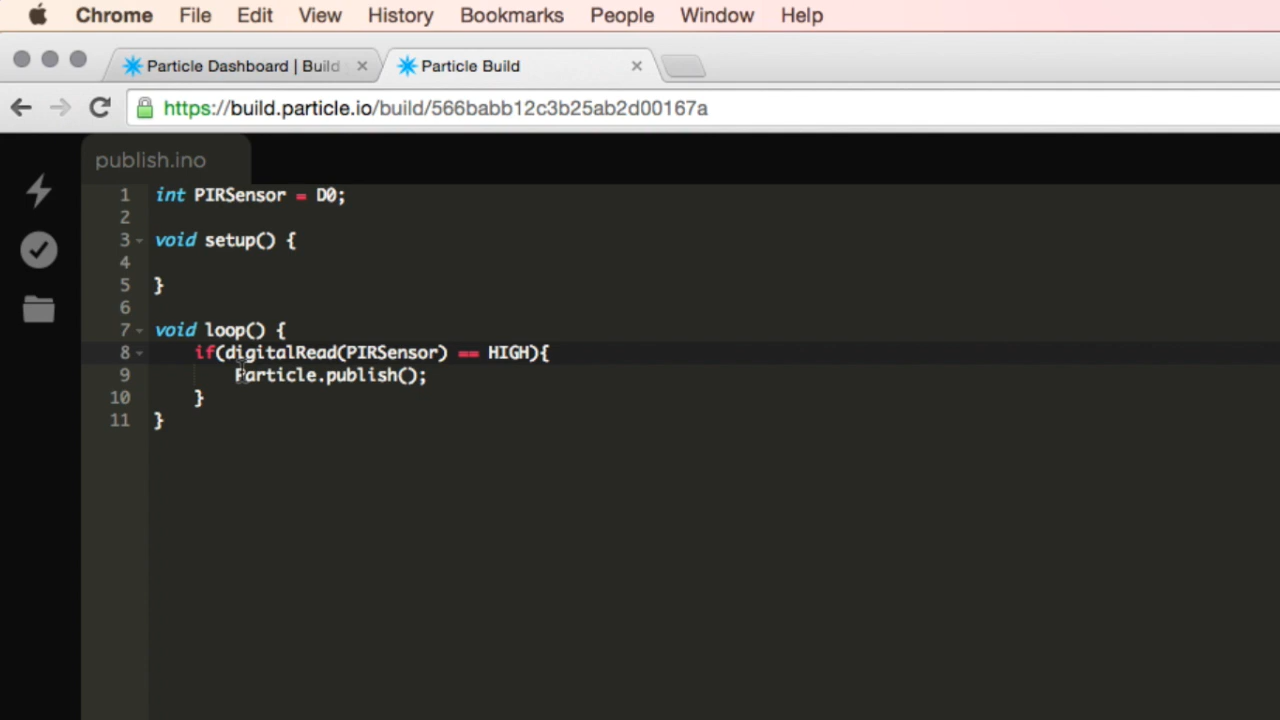 Chrome File Edit View History Bookmarks People Window Help
Particle Dashboard | Build Particle Build
https://build.particle.io/build/566babb12c3b25ab2d00167a
publish.ino
1 int PIRSensor = D0;
2
3 void setup() {
4
5 }
6
7 void loop() {
8 if(digitalRead(PIRSensor) == HIGH){
9 Particle.publish();
10 }
11 }